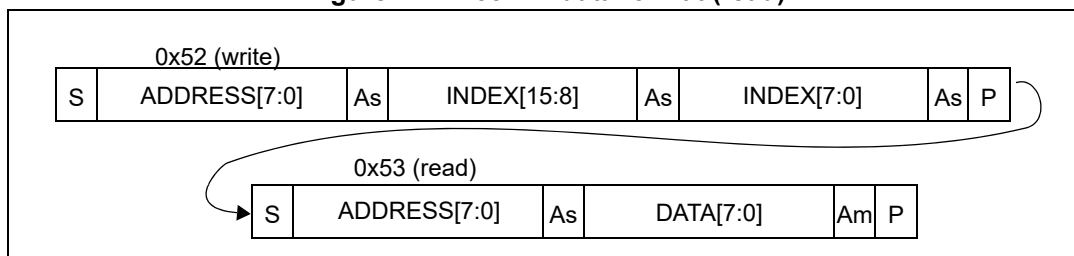 0x52 (write)
S ADDRESS[7:0] As INDEX[15:8] As INDEX[7:0] As P
0x53 (read)
S ADDRESS[7:0] As DATA[7:0] Am P